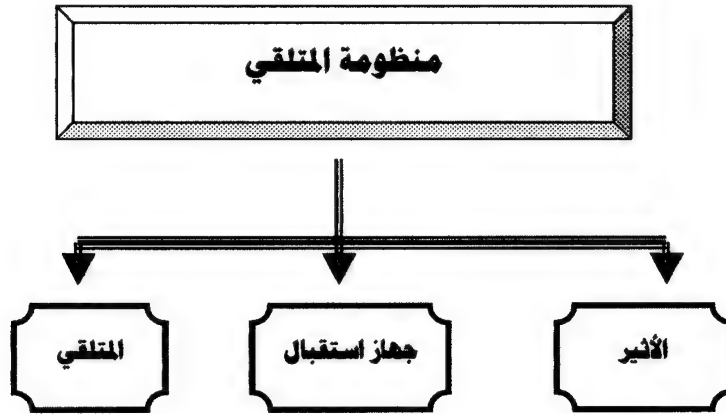 منظومة المتلقي
الأثير
جهاز استقبال
المتلقي